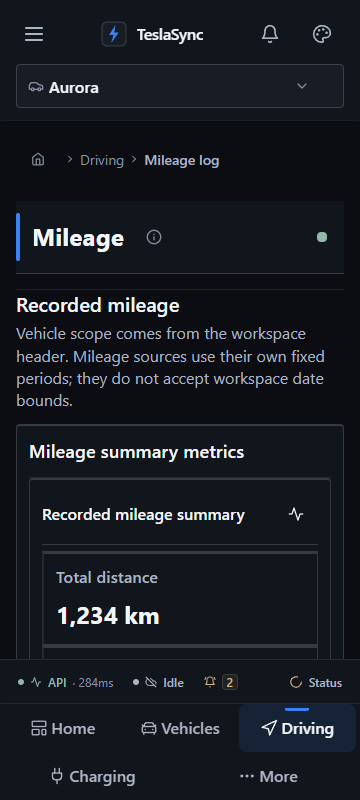 TeslaSync
Aurora
Driving
Mileage log
Mileage
Recorded mileage
Vehicle scope comes from the workspace
header. Mileage sources use their own fixed
periods; they do not accept workspace date
bounds.
Mileage summary metrics
Recorded mileage summary
Total distance
1,234 km
API · 284ms
Idle
2
Status
Home
Vehicles
Driving
Charging
More